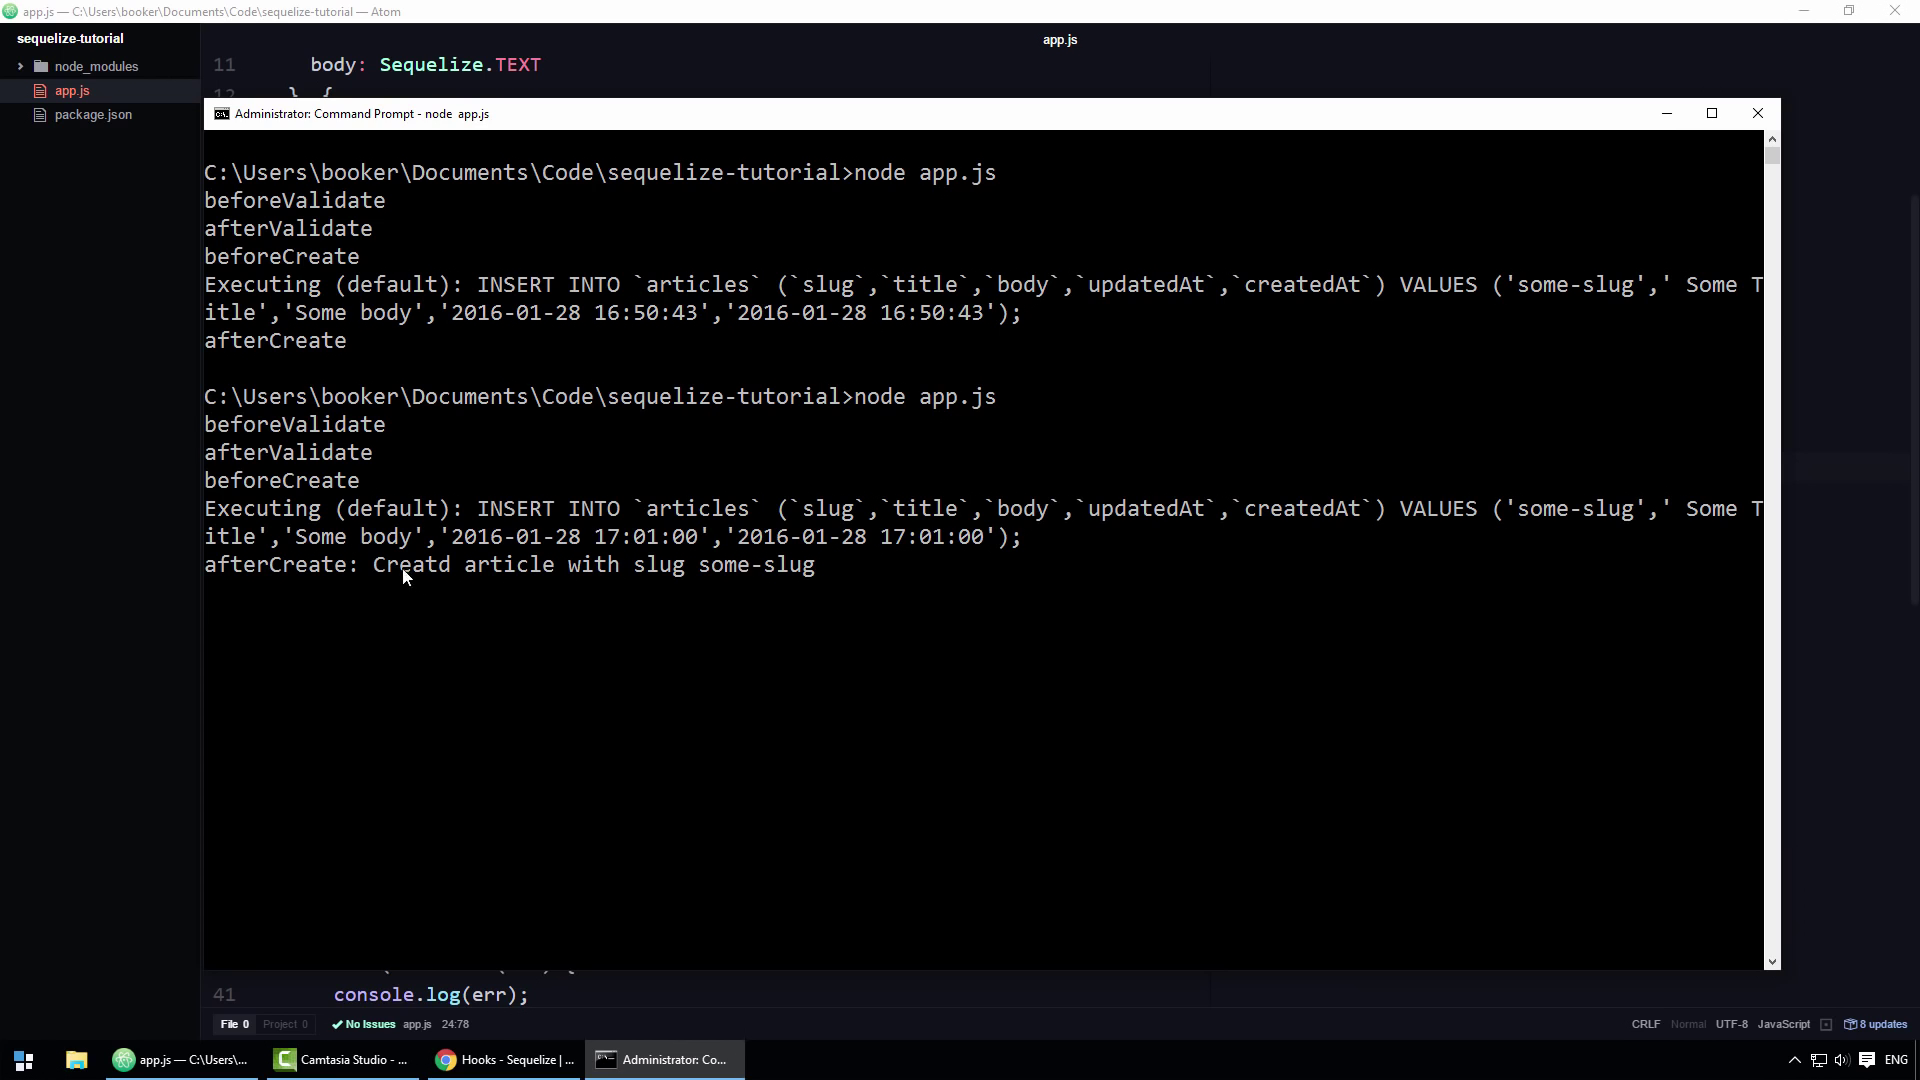 app.js — C:\Users\booker\Documents\Code\sequelize-tutorial — Atom
sequelize-tutorial
node_modules
app.js
package.json
app.js
11 body: Sequelize.TEXT
12 }, {
Administrator: Command Prompt - node app.js
C:\Users\booker\Documents\Code\sequelize-tutorial>node app.js
beforeValidate
afterValidate
beforeCreate
Executing (default): INSERT INTO `articles` (`slug`,`title`,`body`,`updatedAt`,`createdAt`) VALUES ('some-slug',' Some T
itle','Some body','2016-01-28 16:50:43','2016-01-28 16:50:43');
afterCreate
C:\Users\booker\Documents\Code\sequelize-tutorial>node app.js
beforeValidate
afterValidate
beforeCreate
Executing (default): INSERT INTO `articles` (`slug`,`title`,`body`,`updatedAt`,`createdAt`) VALUES ('some-slug',' Some T
itle','Some body','2016-01-28 17:01:00','2016-01-28 17:01:00');
afterCreate: Creatd article with slug some-slug
41 console.log(err);
File 0 Project 0 No Issues app.js 24:78 CRLF Normal UTF-8 JavaScript 8 updates
app.js — C:\Users\... Camtasia Studio - ... Hooks - Sequelize | ... Administrator: Co... ENG